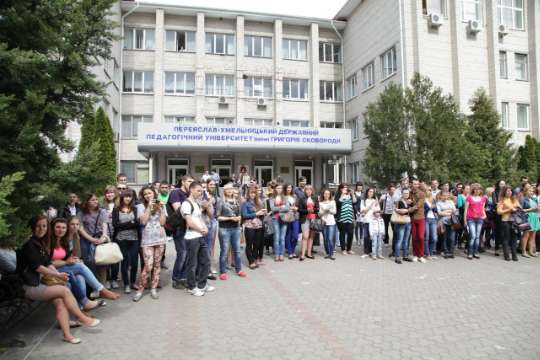 ПЕРЕЯСЛАВ-ХМЕЛЬНИЦЬКИЙ ДЕРЖАВНИЙ
ПЕДАГОГІЧНИЙ УНІВЕРСИТЕТ імені ГРИГОРІЯ СКОВОРОДИ